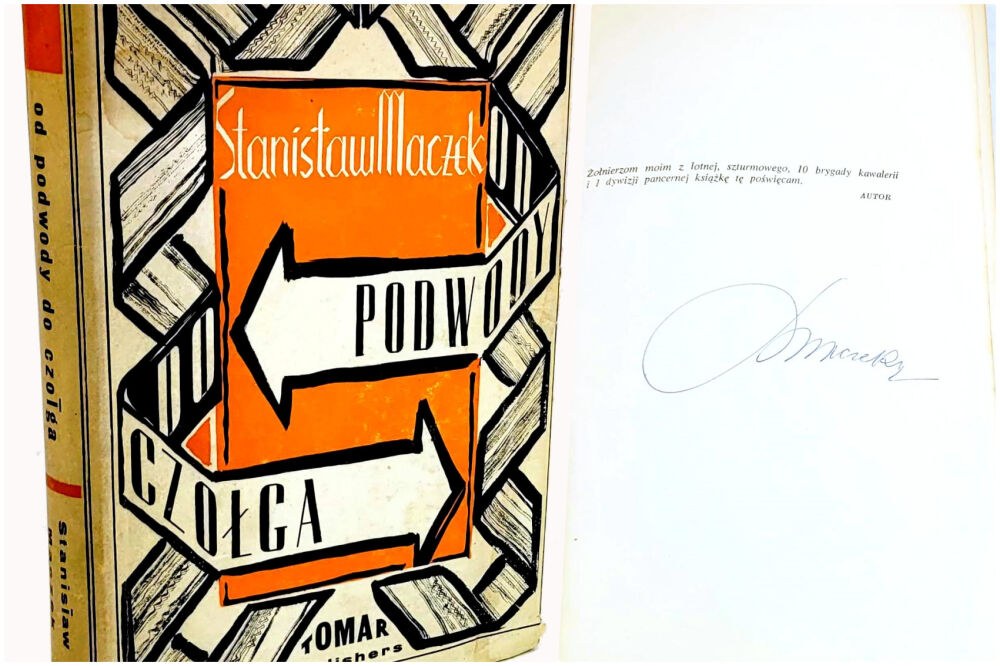 od podwody do czołga
Stanisław
Stanisław Maczek
OD
PODWODY
DO
CZOŁGA
TOMAR
Żołnierzom moim z lotnej, szturmowego, 10 brygady kawalerii
i 1 dywizji pancernej książkę tę poświęcam.
AUTOR
SMaczek